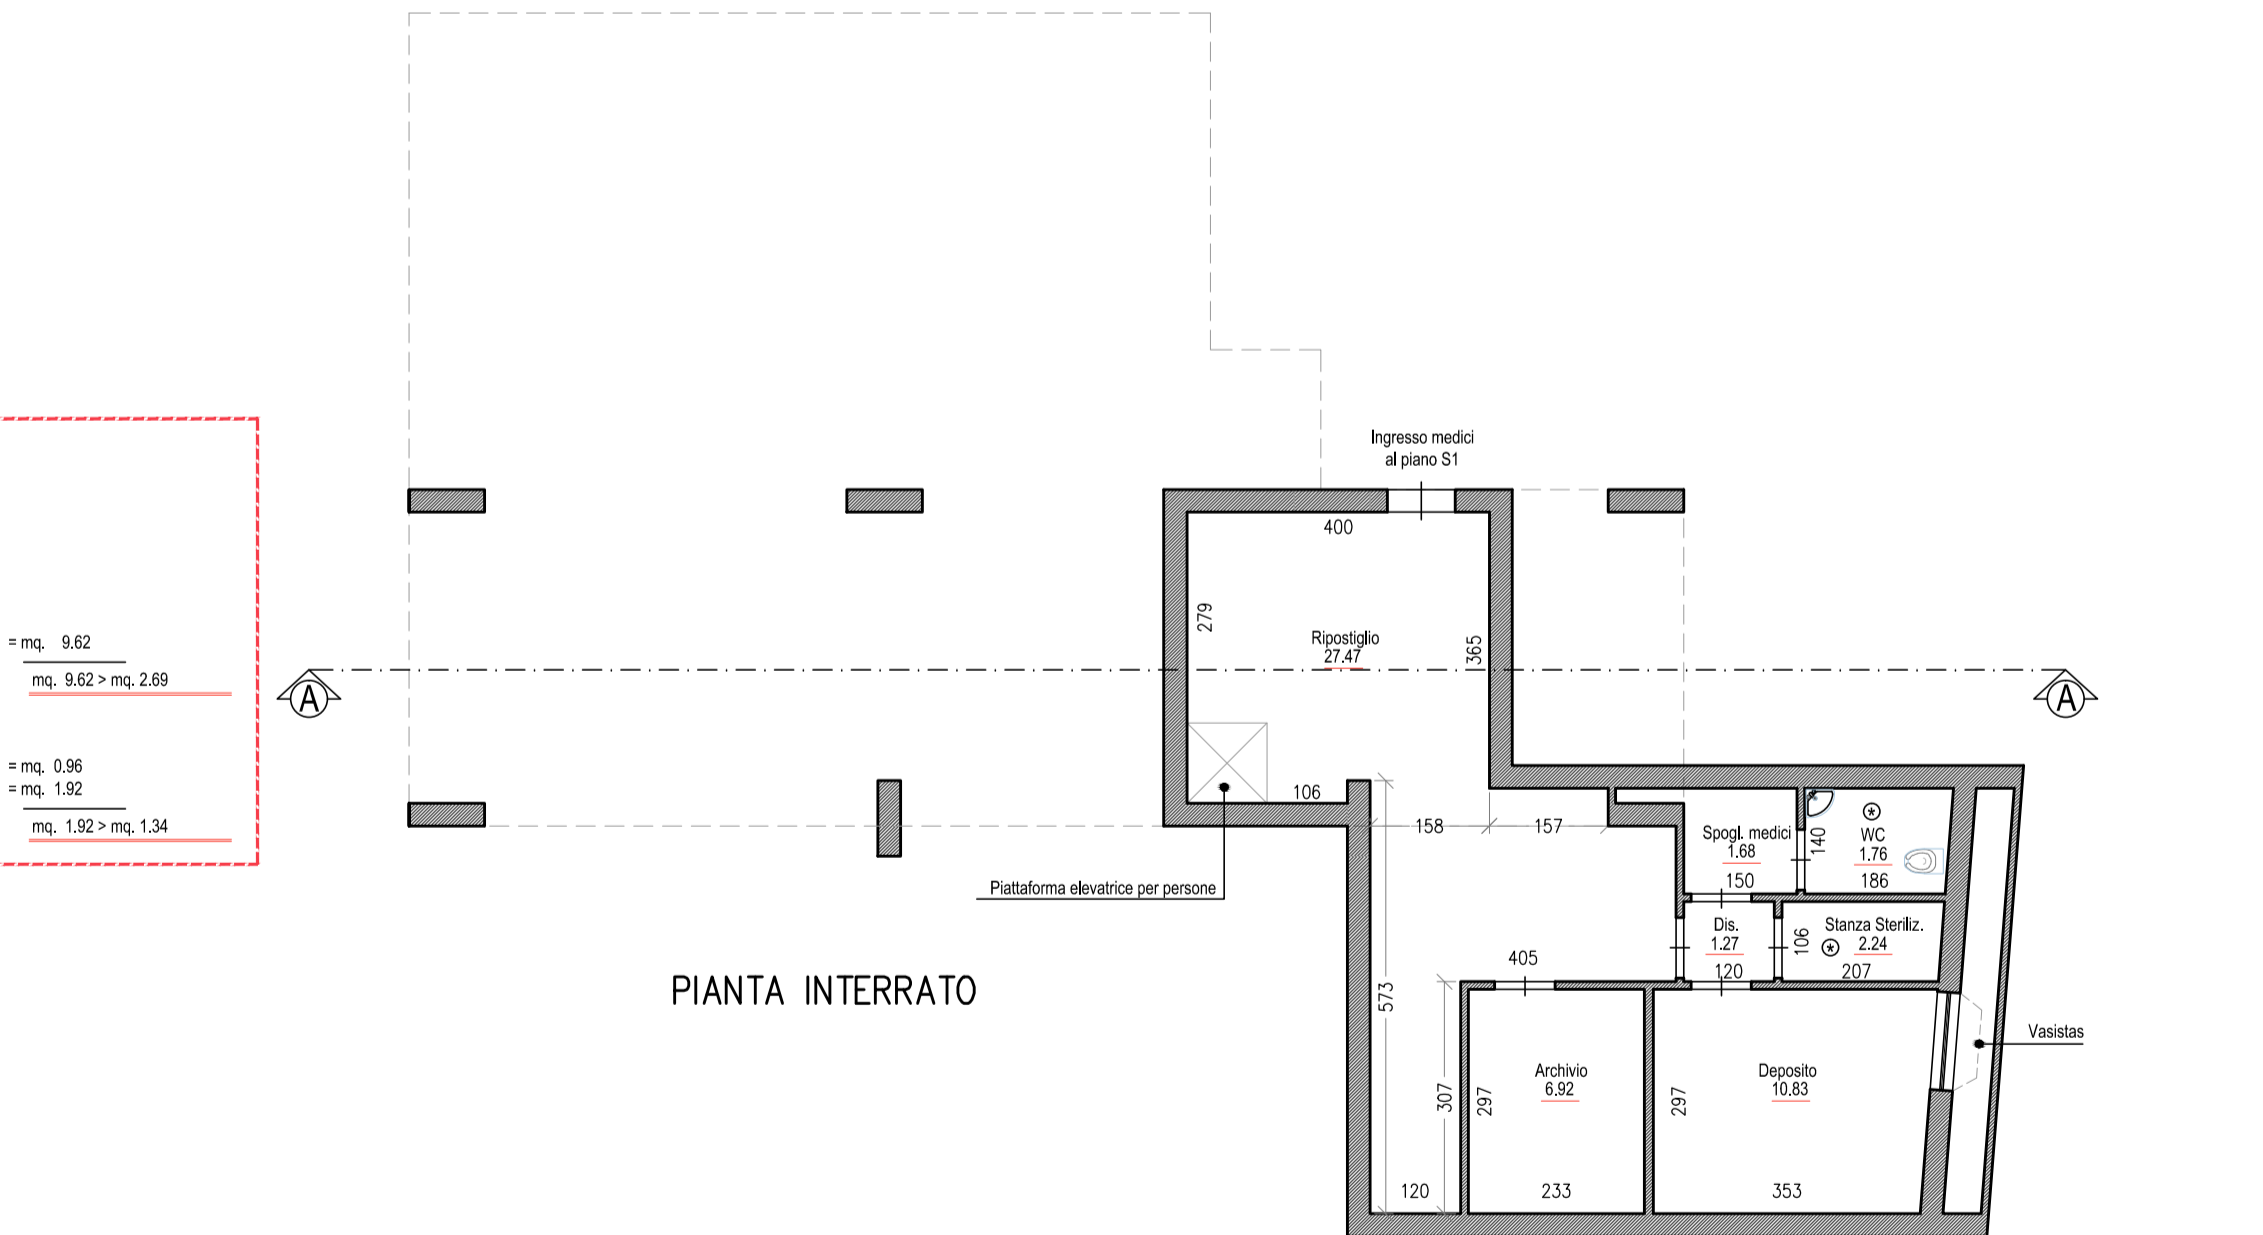 Ingresso medici
al piano S1
400
279
Ripostiglio
27.47
365
= mq. 9.62
mq. 9.62 > mq. 2.69
A
A
= mq. 0.96
= mq. 1.92
mq. 1.92 > mq. 1.34
106
158
157
Spogl. medici
1.68
150
140
WC
1.76
186
Piattaforma elevatrice per persone
Dis.
1.27
120
106
Stanza Steriliz.
2.24
207
405
PIANTA INTERRATO
573
307
297
Archivio
6.92
297
Deposito
10.83
Vasistas
120
233
353